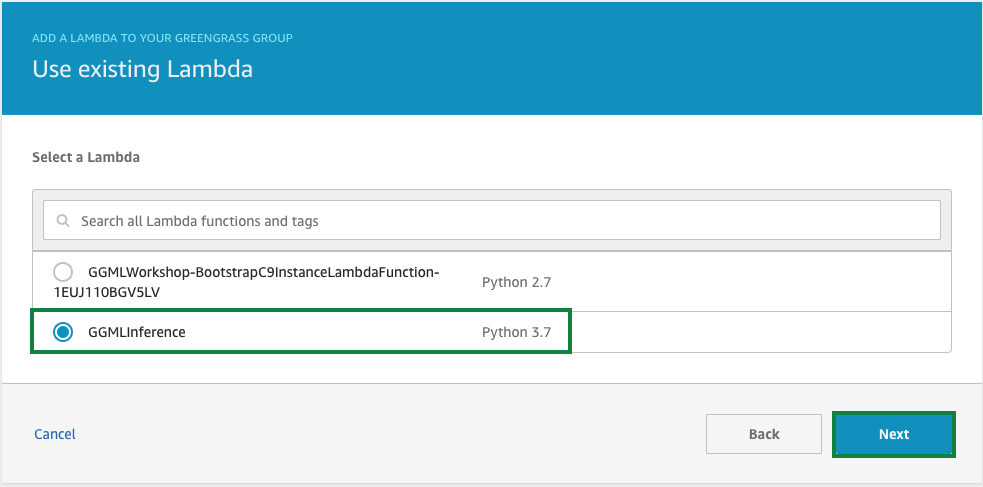 ADD A LAMBDA TO YOUR GREENGRASS GROUP
Use existing Lambda
Select a Lambda
Search all Lambda functions and tags
GGMLWorkshop-BootstrapC9InstanceLambdaFunction-
1EUJ110BGV5LV
Python 2.7
GGMLInference
Python 3.7
Cancel
Back
Next